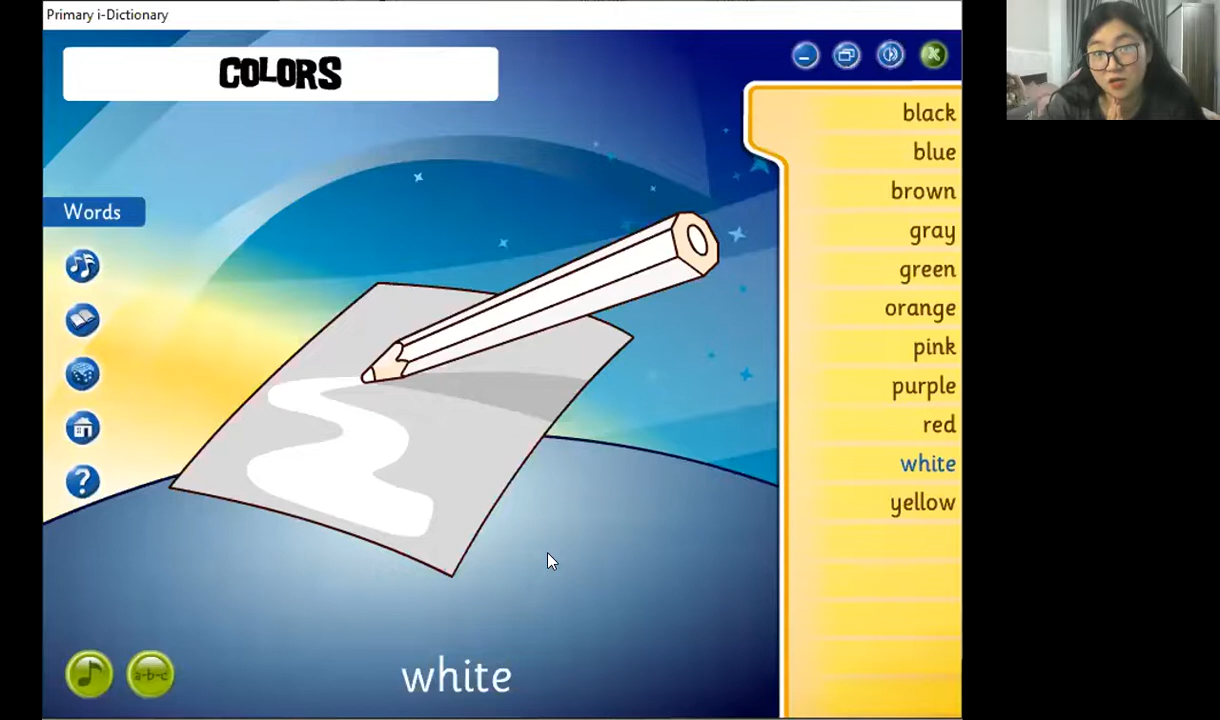 Primary i-Dictionary
COLORS
Words
black
blue
brown
gray
green
orange
pink
purple
red
white
yellow
a-b-c
white